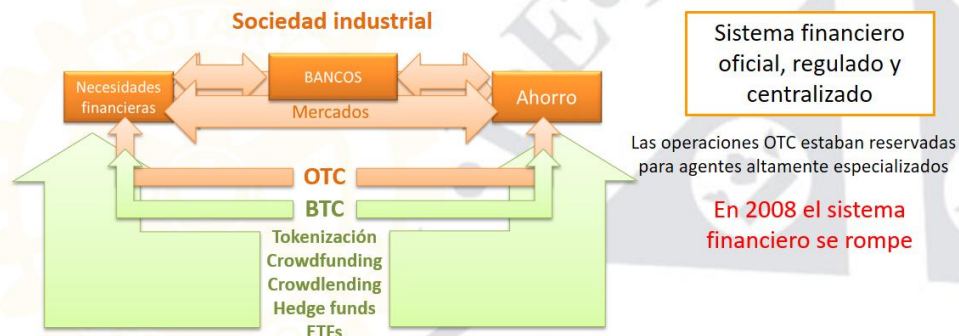 Sociedad industrial
Necesidades
financieras
BANCOS
Mercados
Ahorro
OTC
BTC
Tokenización
Crowdfunding
Crowdlending
Hedge funds
ETFs
Sistema financiero
oficial, regulado y
centralizado
Las operaciones OTC estaban reservadas
para agentes altamente especializados
En 2008 el sistema
financiero se rompe